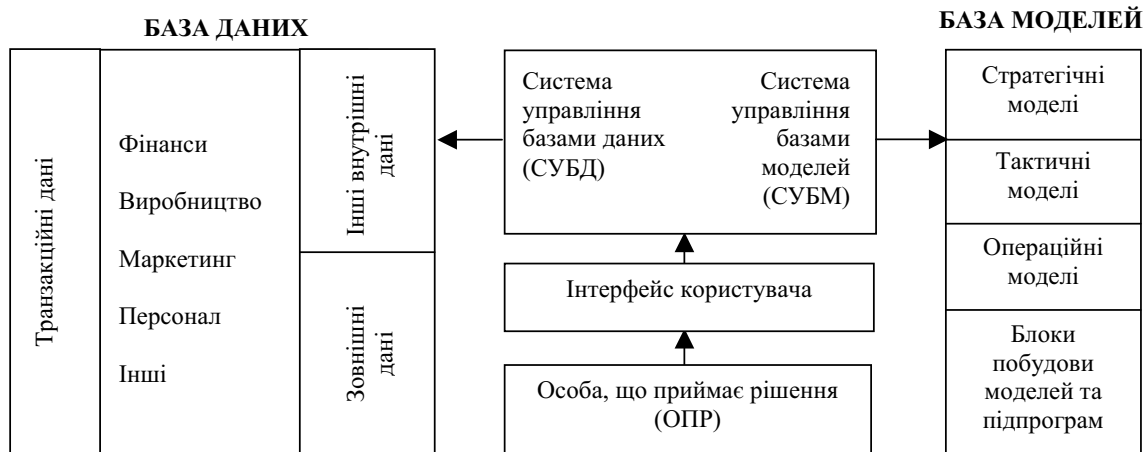 БАЗА ДАНИХ
Транзакційні дані
Фінанси
Виробництво
Маркетинг
Персонал
Інші
Інші внутрішні
дані
Зовнішні
дані
Система
управління
базами даних
(СУБД)
Система
управління
базами
моделей
(СУБМ)
Інтерфейс користувача
Особа, що приймає рішення
(ОПР)
БАЗА МОДЕЛЕЙ
Стратегічні
моделі
Тактичні
моделі
Операційні
моделі
Блоки
побудови
моделей та
підпрограм